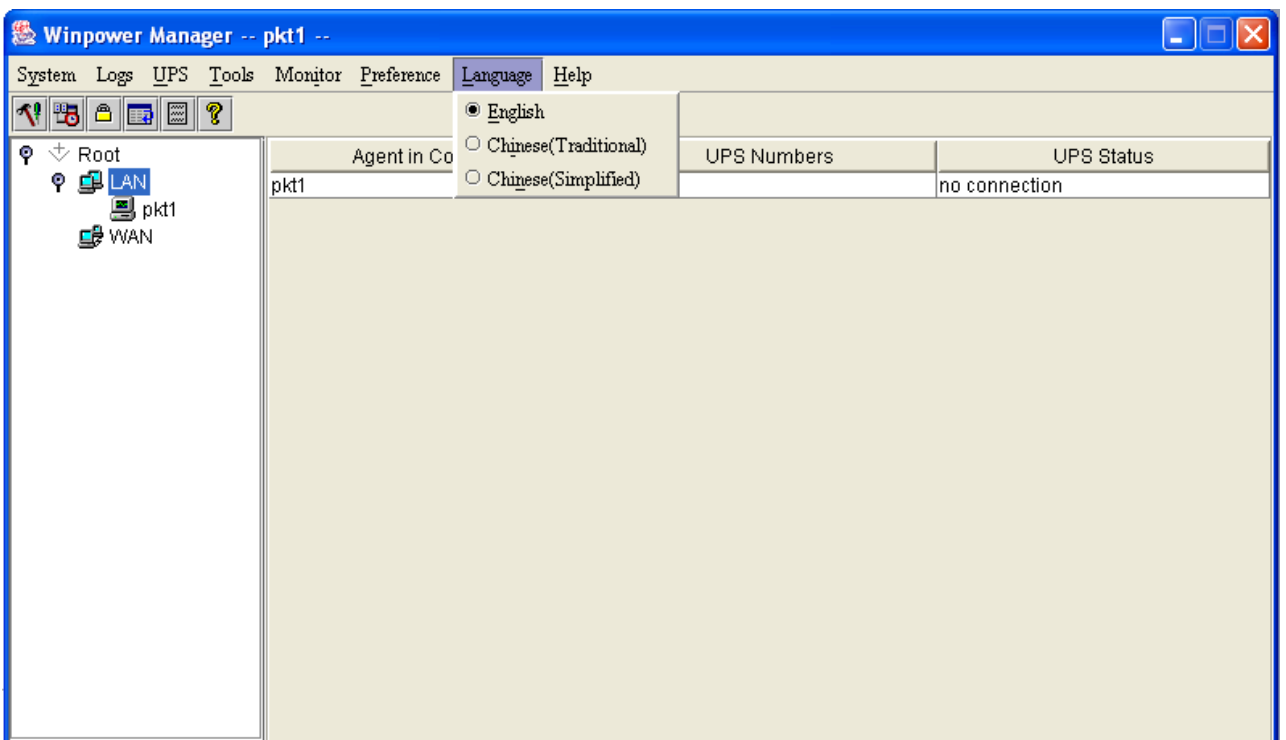 Winpower Manager -- pkt1 --
System Logs UPS Tools Monitor Preference Language Help
English
Chinese(Traditional)
Chinese(Simplified)
Root
LAN
pkt1
WAN
Agent in Co UPS Numbers UPS Status
pkt1 no connection